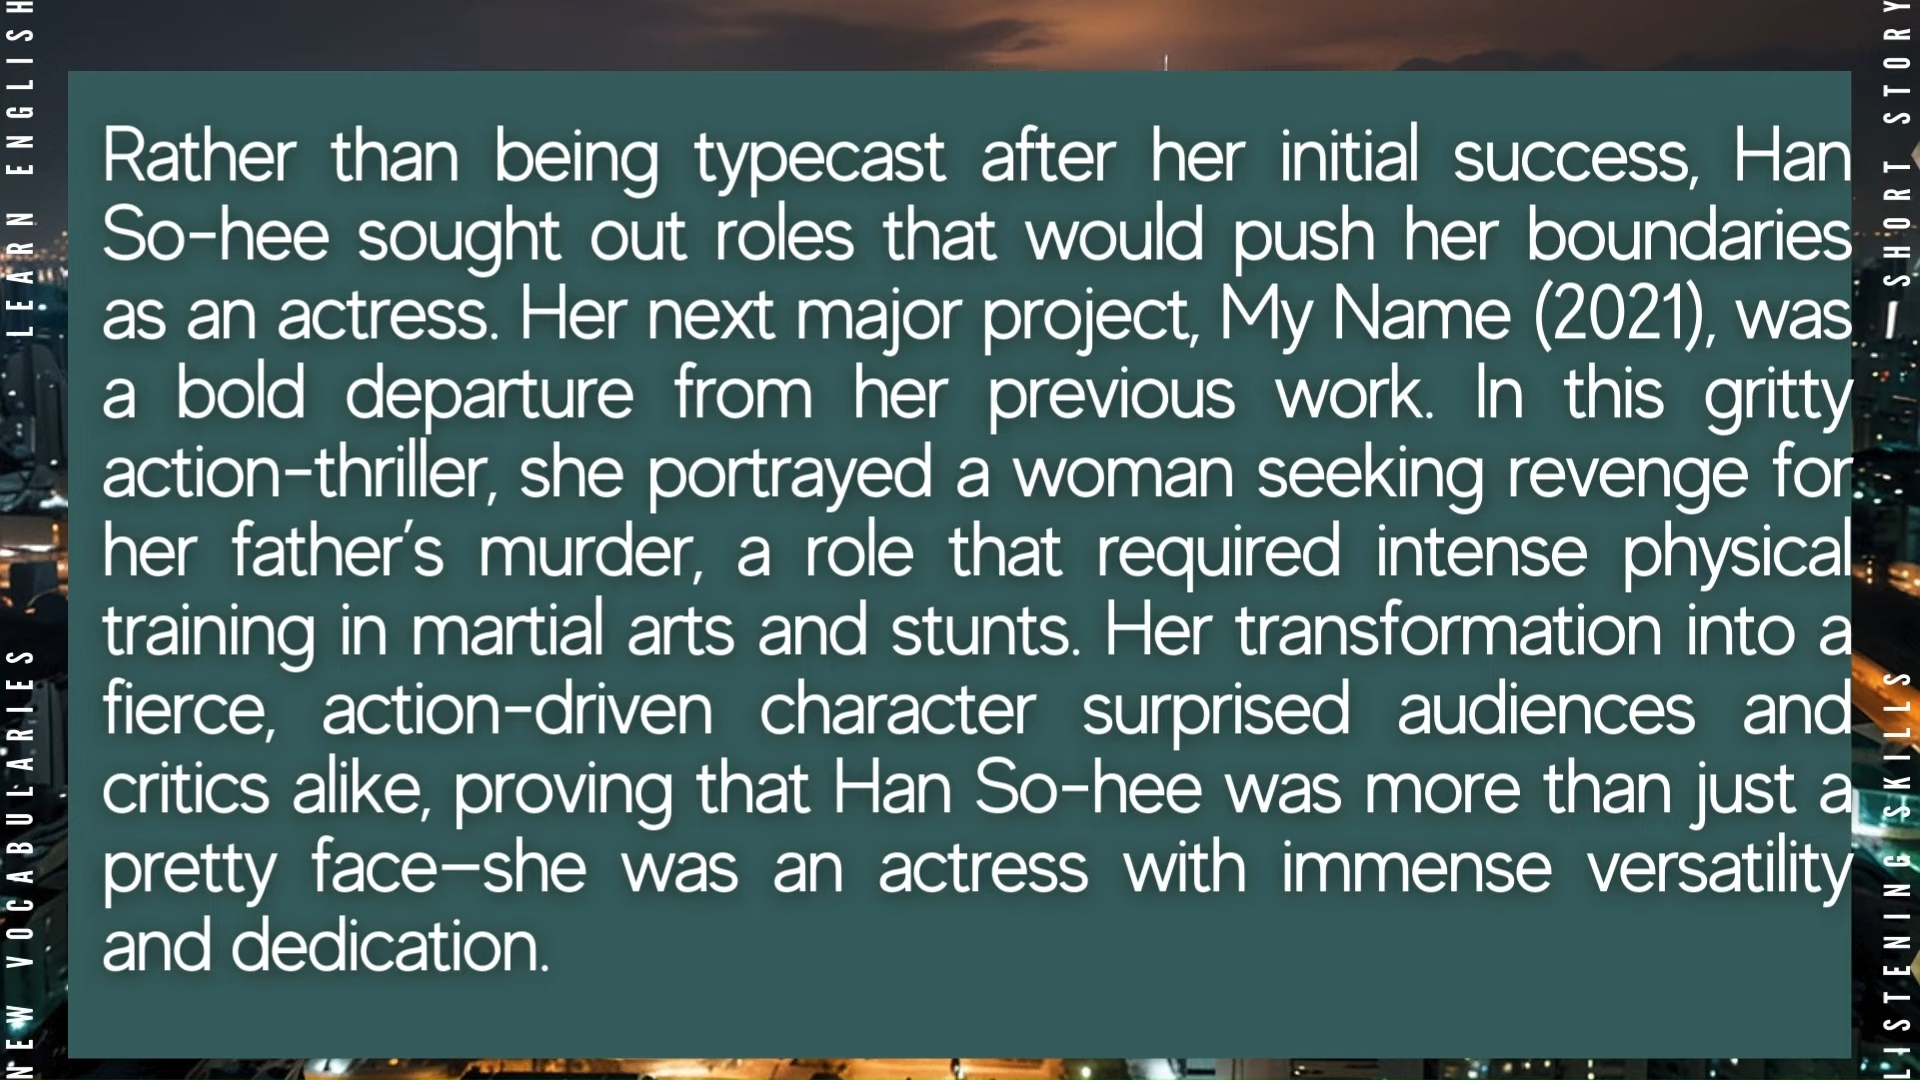 Rather than being typecast after her initial success, Han
So-hee sought out roles that would push her boundaries
as an actress. Her next major project, My Name (2021), was
a bold departure from her previous work. In this gritty
action-thriller, she portrayed a woman seeking revenge for
her father's murder, a role that required intense physical
training in martial arts and stunts. Her transformation into a
fierce, action-driven character surprised audiences and
critics alike, proving that Han So-hee was more than just a
pretty face—she was an actress with immense versatility
and dedication.
LEARN ENGLISH
NEW VOCABULARIES
SHORT STORY
LISTENING SKILLS